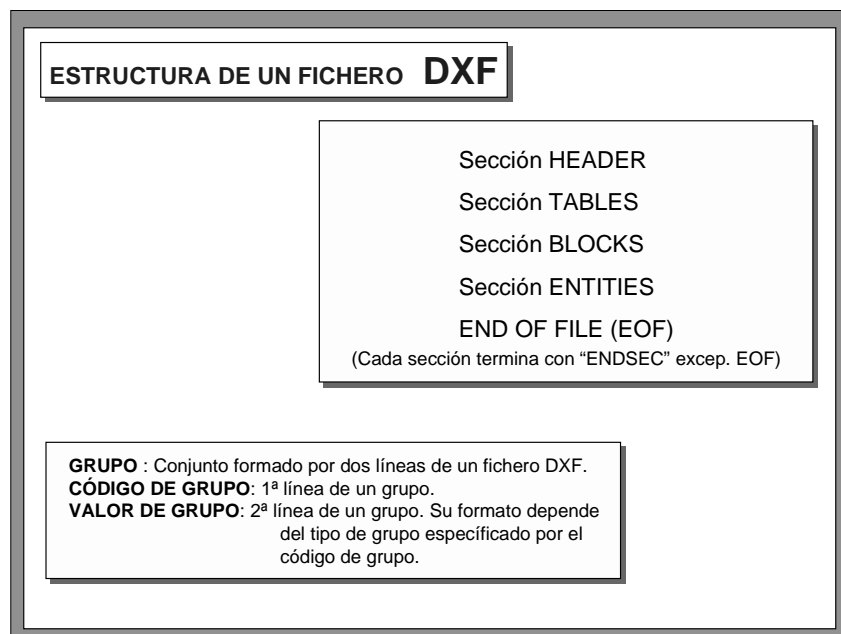 ESTRUCTURA DE UN FICHERO DXF
Sección HEADER
Sección TABLES
Sección BLOCKS
Sección ENTITIES
END OF FILE (EOF)
(Cada sección termina con “ENDSEC” excep. EOF)
GRUPO : Conjunto formado por dos líneas de un fichero DXF.
CÓDIGO DE GRUPO: 1ª línea de un grupo.
VALOR DE GRUPO: 2ª línea de un grupo. Su formato depende
del tipo de grupo específicado por el
código de grupo.